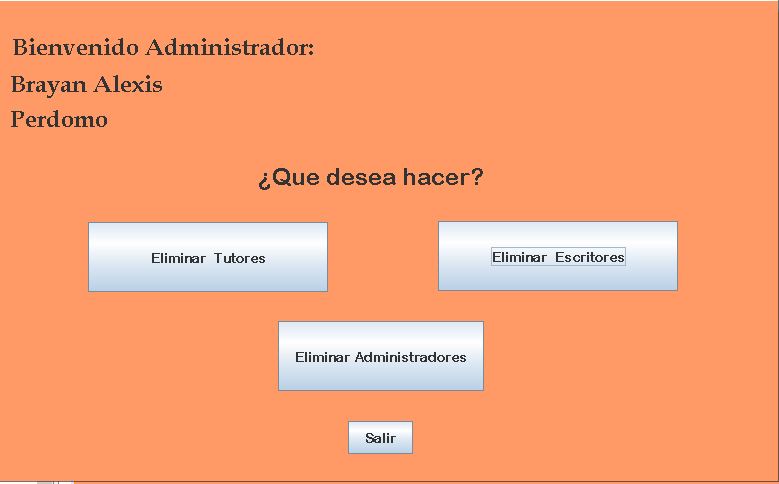 Bienvenido Administrador:
Brayan Alexis
Perdomo
¿Que desea hacer?
Eliminar Tutores
Eliminar Escritores
Eliminar Administradores
Salir